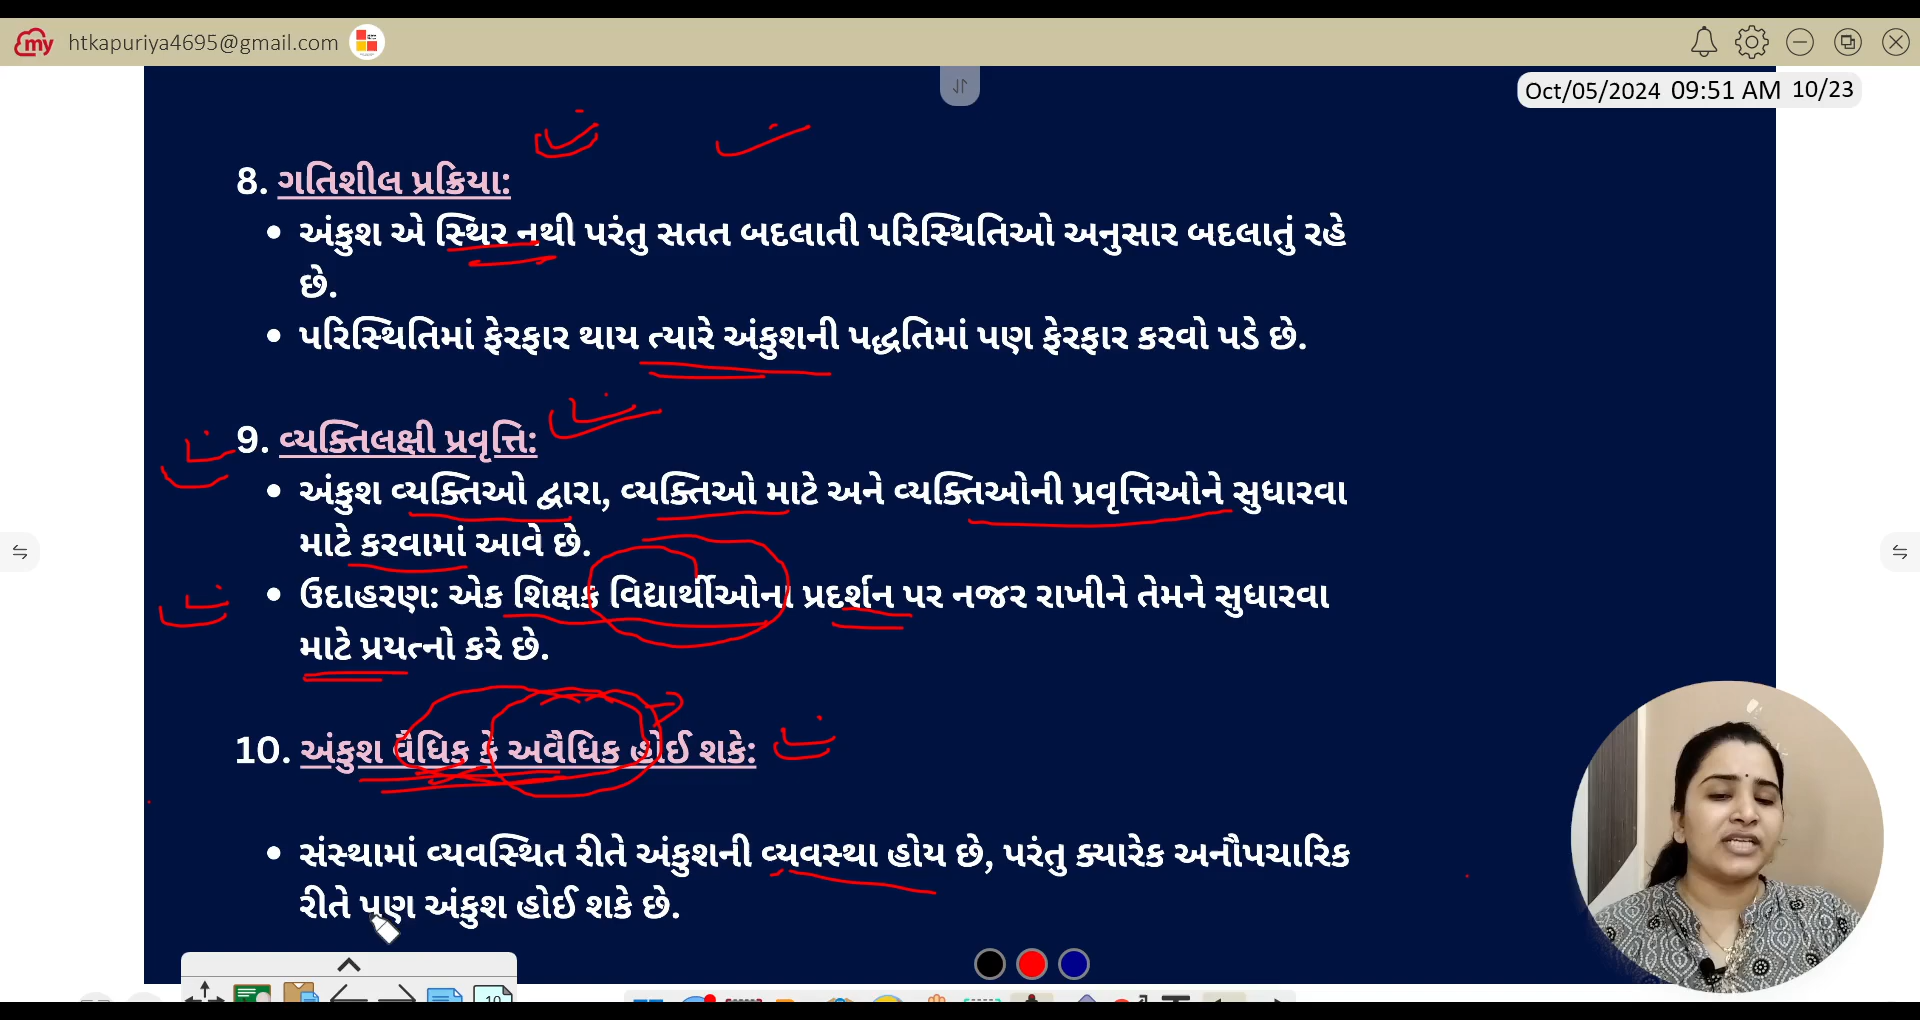 my htkapuriya4695@gmail.com
Oct/05/2024 09:51 AM 10/23
8. ગતિશીલ પ્રક્રિયા:
• અંકુશ એ સ્થિર નથી પરંતુ સતત બદલાતી પરિસ્થિતિઓ અનુસાર બદલાતું રહે
છે.
• પરિસ્થિતિમાં ફેરફાર થાય ત્યારે અંકુશની પદ્ધતિમાં પણ ફેરફાર કરવો પડે છે.
9. વ્યક્તિલક્ષી પ્રવૃત્તિ:
• અંકુશ વ્યક્તિઓ દ્વારા, વ્યક્તિઓ માટે અને વ્યક્તિઓની પ્રવૃત્તિઓને સુધારવા
માટે કરવામાં આવે છે.
• ઉદાહરણ: એક શિક્ષક વિદ્યાર્થીઓના પ્રદર્શન પર નજર રાખીને તેમને સુધારવા
માટે પ્રયત્નો કરે છે.
10. અંકુશ વૈધિક કે અવૈધિક હોઈ શકે:
• સંસ્થામાં વ્યવસ્થિત રીતે અંકુશની વ્યવસ્થા હોય છે, પરંતુ ક્યારેક અનૌપચારિક
રીતે પણ અંકુશ હોઈ શકે છે.
10